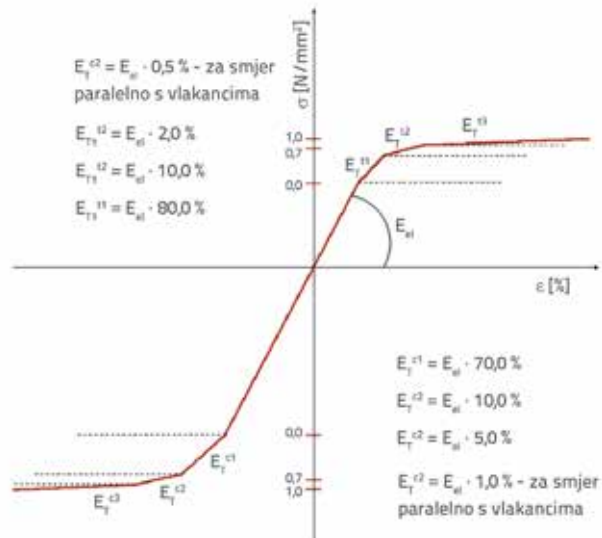 E_T^c2 = E_el · 0,5 % - za smjer
paralelno s vlakancima
E_T1^t2 = E_el · 2,0 %
E_T1^t2 = E_el · 10,0 %
E_T1^t1 = E_el · 80,0 %
σ [N/mm²]
1,0
0,7
0,0
E_T^t1
E_T^t2
E_T^t3
E_el
ε [%]
0,0
0,7
1,0
E_T^c1
E_T^c2
E_T^c3
E_T^c1 = E_el · 70,0 %
E_T^c2 = E_el · 10,0 %
E_T^c2 = E_el · 5,0 %
E_T^c2 = E_el · 1,0 % - za smjer
paralelno s vlakancima